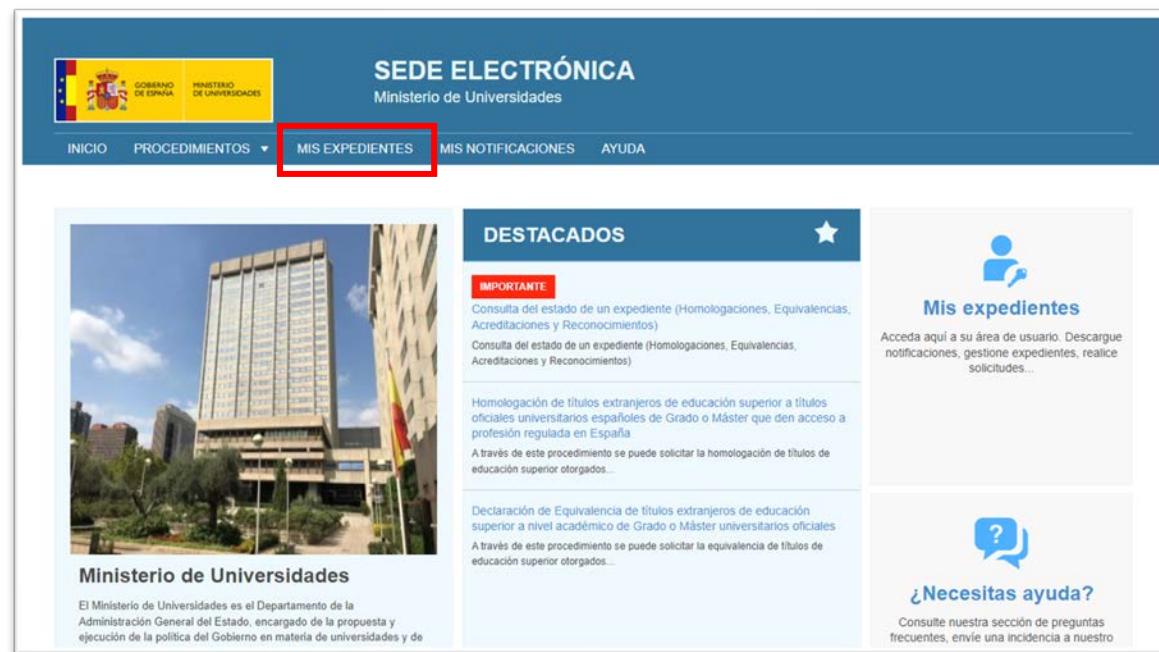 GOBIERNO
DE ESPAÑA
MINISTERIO
DE UNIVERSIDADES
SEDE ELECTRÓNICA
Ministerio de Universidades
INICIO PROCEDIMIENTOS MIS EXPEDIENTES MIS NOTIFICACIONES AYUDA
Ministerio de Universidades
El Ministerio de Universidades es el Departamento de la
Administración General del Estado, encargado de la propuesta y
ejecución de la política del Gobierno en materia de universidades y de
DESTACADOS
IMPORTANTE
Consulta del estado de un expediente (Homologaciones, Equivalencias,
Acreditaciones y Reconocimientos)
Consulta del estado de un expediente (Homologaciones, Equivalencias,
Acreditaciones y Reconocimientos)
Homologación de títulos extranjeros de educación superior a títulos
oficiales universitarios españoles de Grado o Máster que den acceso a
profesión regulada en España
A través de este procedimiento se puede solicitar la homologación de títulos de
educación superior otorgados...
Declaración de Equivalencia de títulos extranjeros de educación
superior a nivel académico de Grado o Máster universitarios oficiales
A través de este procedimiento se puede solicitar la equivalencia de títulos de
educación superior otorgados...
Mis expedientes
Acceda aquí a su área de usuario. Descargue
notificaciones, gestione expedientes, realice
solicitudes...
¿Necesitas ayuda?
Consulte nuestra sección de preguntas
frecuentes, envíe una incidencia a nuestro